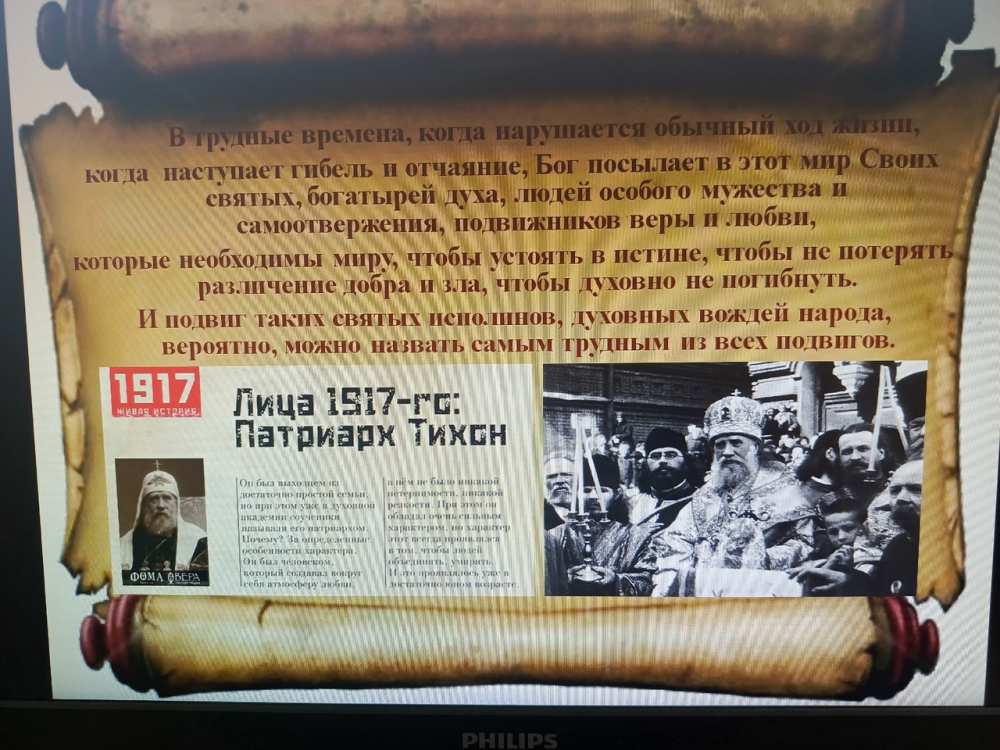 В трудные времена, когда нарушается обычный ход жизни,
когда наступает гибель и отчаяние, Бог посылает в этот мир Своих
святых, богатырей духа, людей особого мужества и
самоотвержения, подвижников веры и любви,
которые необходимы миру, чтобы устоять в истине, чтобы не потерять
различение добра и зла, чтобы духовно не погибнуть.
И подвиг таких святых исполинов, духовных вождей народа,
вероятно, можно назвать самым трудным из всех подвигов.
1917
ЖИВАЯ ИСТОРИЯ
Лица 1917-го:
Патриарх Тихон
Он был выходцем из
достаточно простой семьи,
но при этом уже в духовной
академии соученики
называли его патриархом.
Почему? За определенные
особенности характера.
Он был человеком,
который создавал вокруг
себя атмосферу любви,
в нём не было никакой
нетерпимости, никакой
резкости. При этом он
обладал очень сильным
характером, но характер
этот всегда проявлялся
в том, чтобы людей
объединить, умирить.
И это проявлялось уже в
достаточно юном возрасте.
ФОМА ВЕРА
PHILIPS